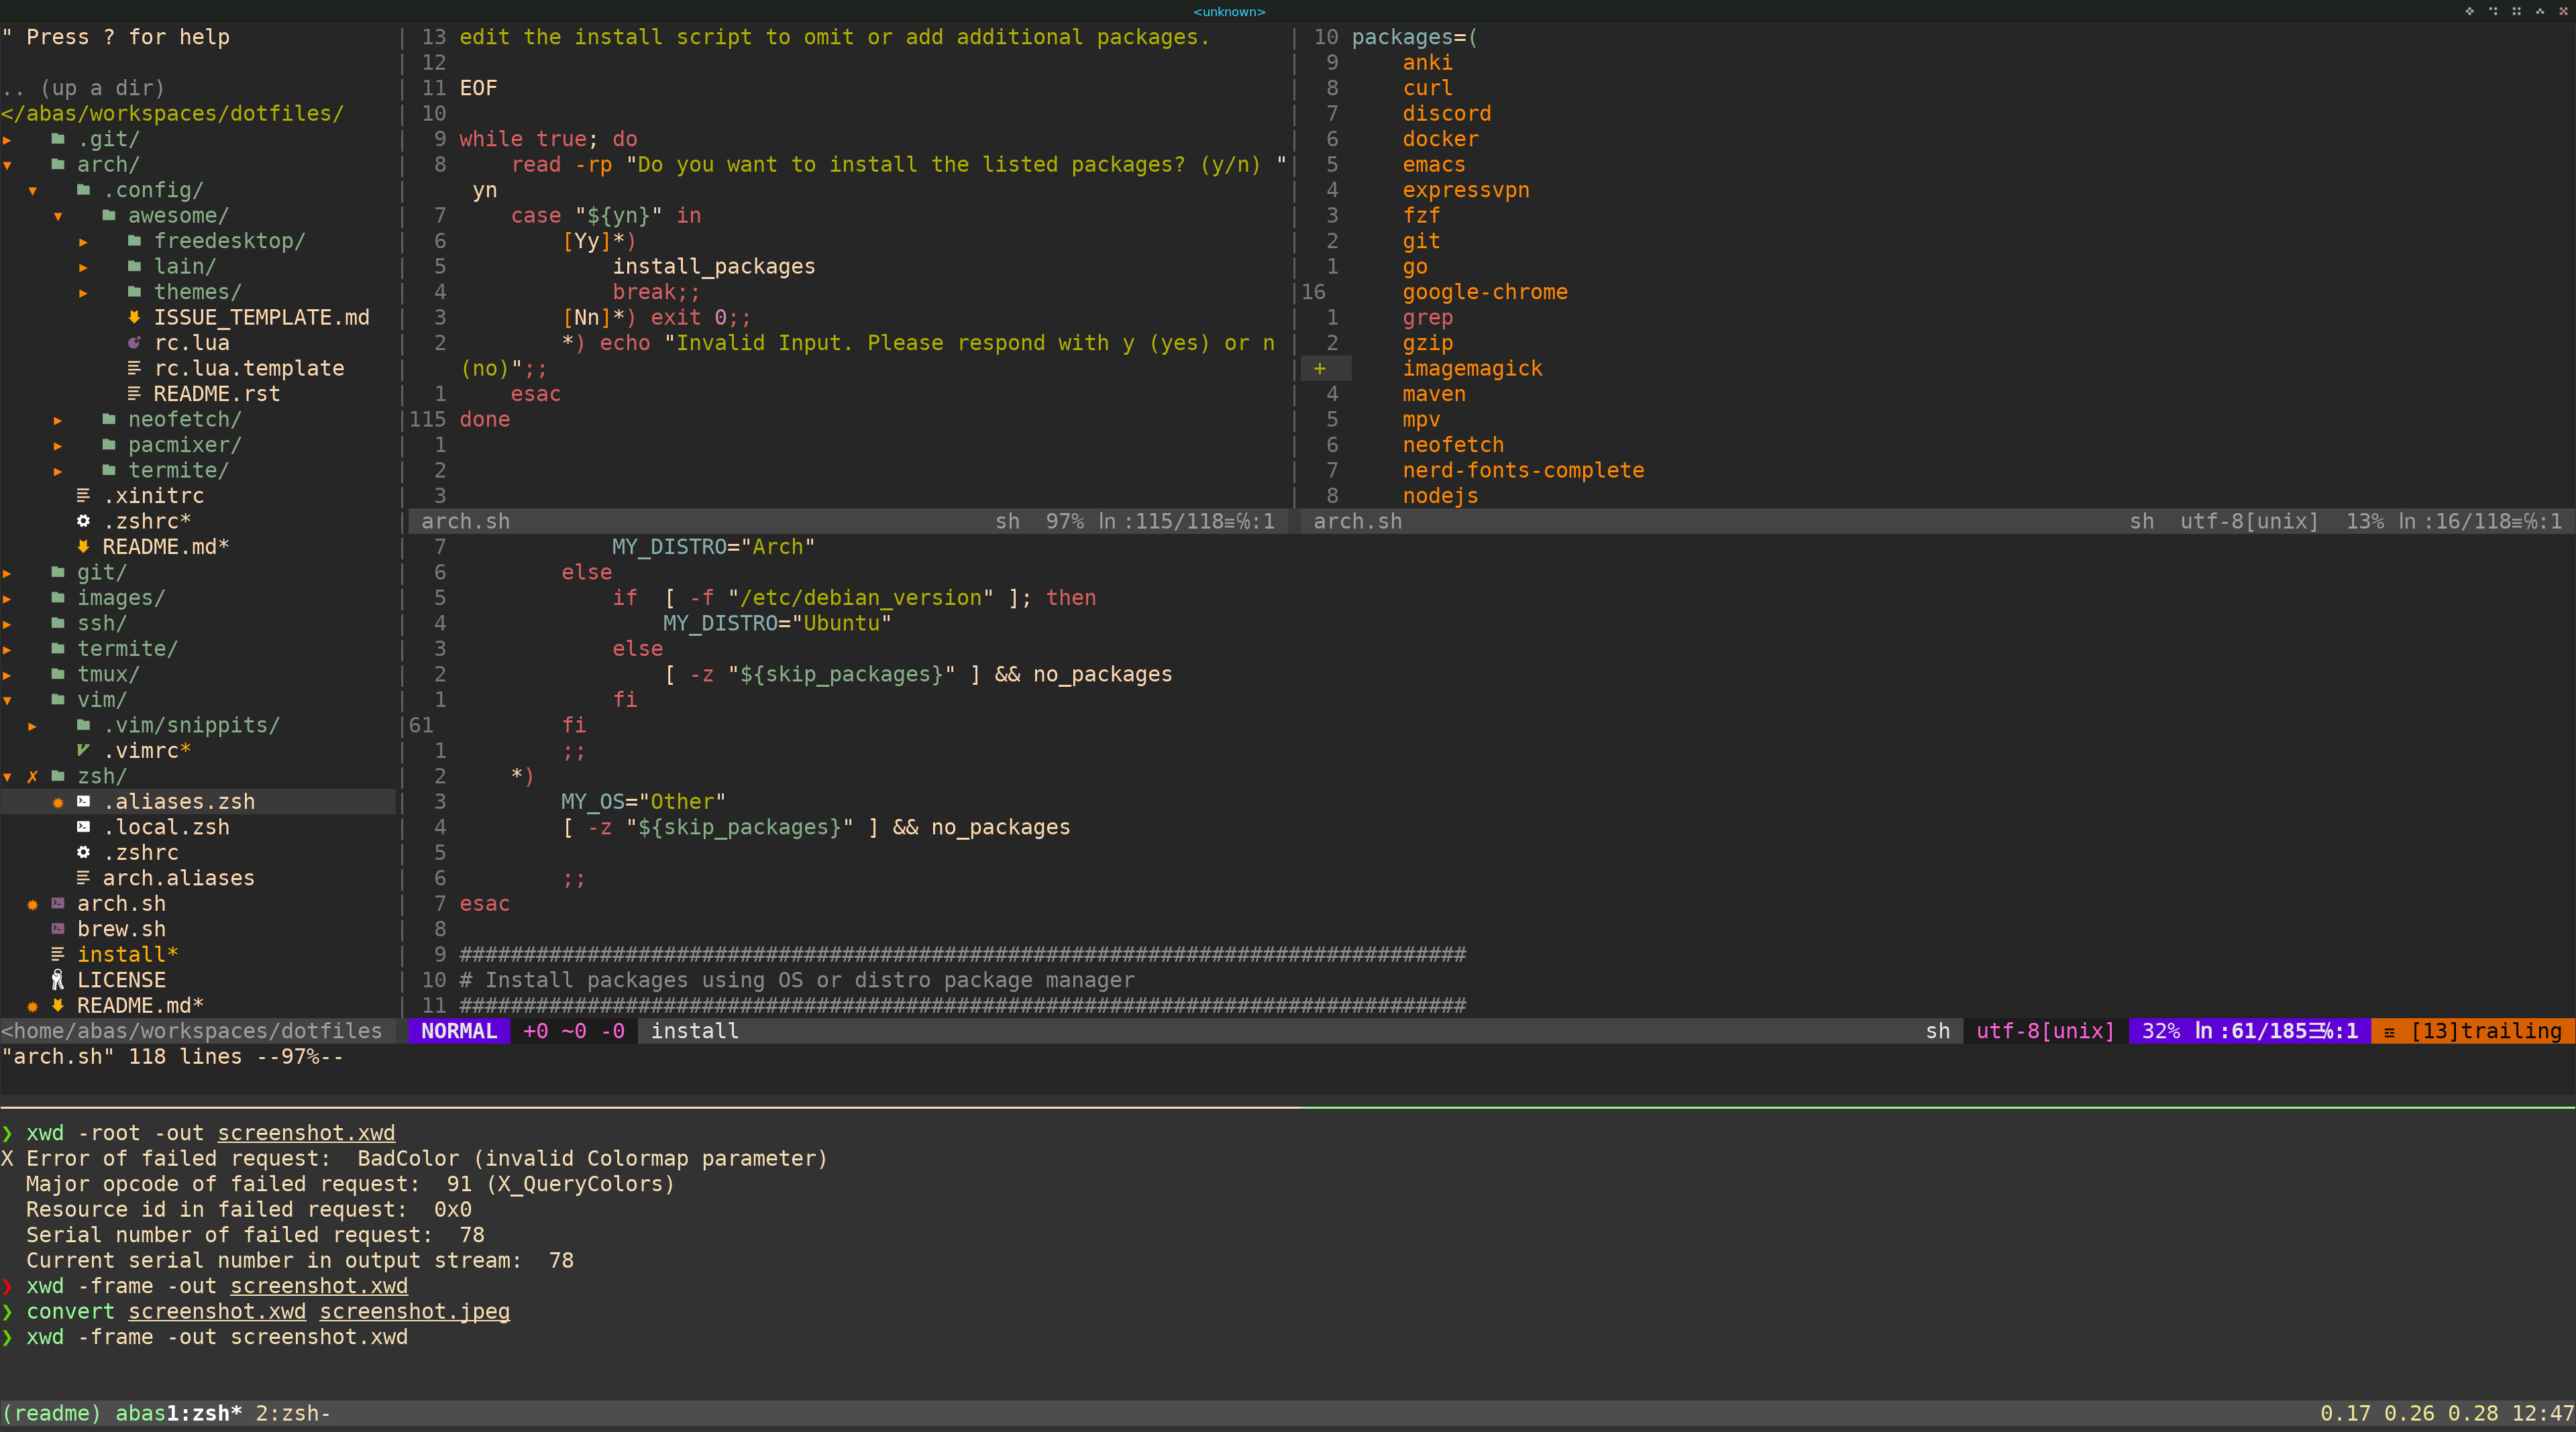 <unknown>
" Press ? for help
.. (up a dir)
</abas/workspaces/dotfiles/
▸ .git/
▾ arch/
▾ .config/
▾ awesome/
▸ freedesktop/
▸ lain/
▸ themes/
ISSUE_TEMPLATE.md
rc.lua
rc.lua.template
README.rst
▸ neofetch/
▸ pacmixer/
▸ termite/
.xinitrc
.zshrc*
README.md*
▸ git/
▸ images/
▸ ssh/
▸ termite/
▸ tmux/
▾ vim/
▸ .vim/snippits/
.vimrc*
▾ ✗ zsh/
✹ .aliases.zsh
.local.zsh
.zshrc
arch.aliases
✹ arch.sh
brew.sh
install*
LICENSE
✹ README.md*
<home/abas/workspaces/dotfiles
13 edit the install script to omit or add additional packages.
12
11 EOF
10
9 while true; do
8     read -rp "Do you want to install the listed packages? (y/n) "
 yn
7     case "${yn}" in
6         [Yy]*)
5             install_packages
4             break;;
3         [Nn]*) exit 0;;
2         *) echo "Invalid Input. Please respond with y (yes) or n
(no)";;
1     esac
115 done
1
2
3
arch.sh sh 97% ln :115/118≡℅:1
10 packages=(
9     anki
8     curl
7     discord
6     docker
5     emacs
4     expressvpn
3     fzf
2     git
1     go
16     google-chrome
1     grep
2     gzip
+     imagemagick
4     maven
5     mpv
6     neofetch
7     nerd-fonts-complete
8     nodejs
arch.sh sh utf-8[unix] 13% ln :16/118≡℅:1
7             MY_DISTRO="Arch"
6         else
5             if  [ -f "/etc/debian_version" ]; then
4                 MY_DISTRO="Ubuntu"
3             else
2                 [ -z "${skip_packages}" ] && no_packages
1             fi
61         fi
1         ;;
2     *)
3         MY_OS="Other"
4         [ -z "${skip_packages}" ] && no_packages
5
6         ;;
7 esac
8
9 ###############################################################################
10 # Install packages using OS or distro package manager
11 ###############################################################################
NORMAL +0 ~0 -0 install sh utf-8[unix] 32% ln :61/185☰℅:1 ≡ [13]trailing
"arch.sh" 118 lines --97%--
❯ xwd -root -out screenshot.xwd
X Error of failed request:  BadColor (invalid Colormap parameter)
  Major opcode of failed request:  91 (X_QueryColors)
  Resource id in failed request:  0x0
  Serial number of failed request:  78
  Current serial number in output stream:  78
❯ xwd -frame -out screenshot.xwd
❯ convert screenshot.xwd screenshot.jpeg
❯ xwd -frame -out screenshot.xwd
(readme) abas1:zsh* 2:zsh- 0.17 0.26 0.28 12:47